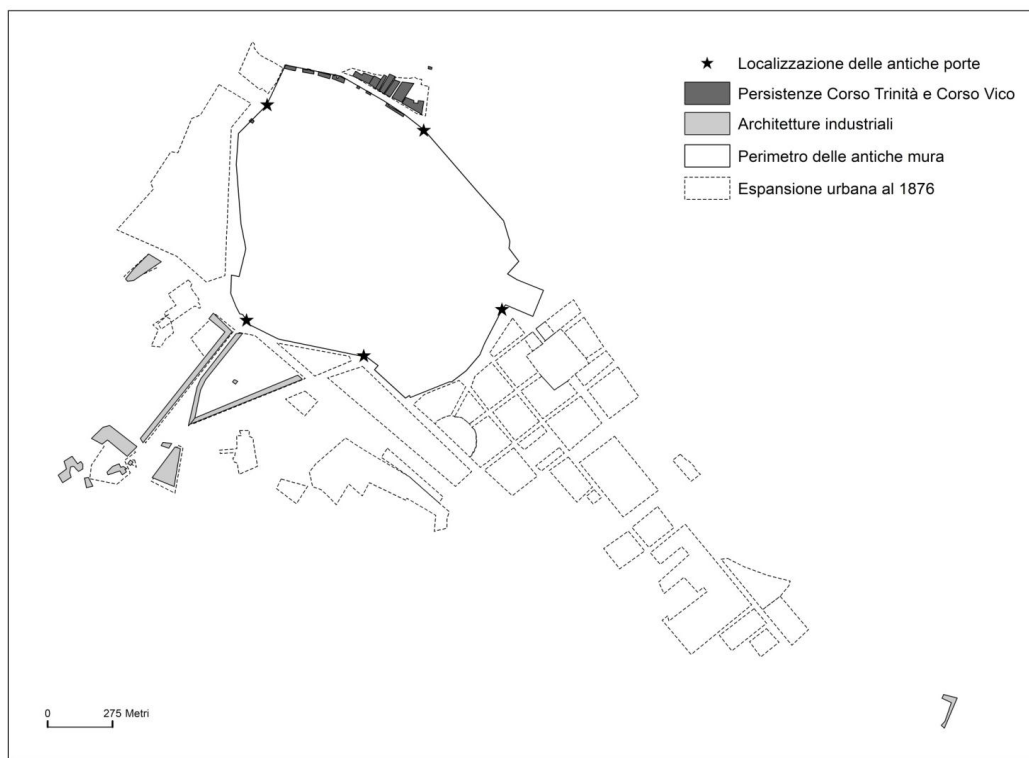 Localizzazione delle antiche porte
Persistenze Corso Trinità e Corso Vico
Architetture industriali
Perimetro delle antiche mura
Espansione urbana al 1876
0 275 Metri